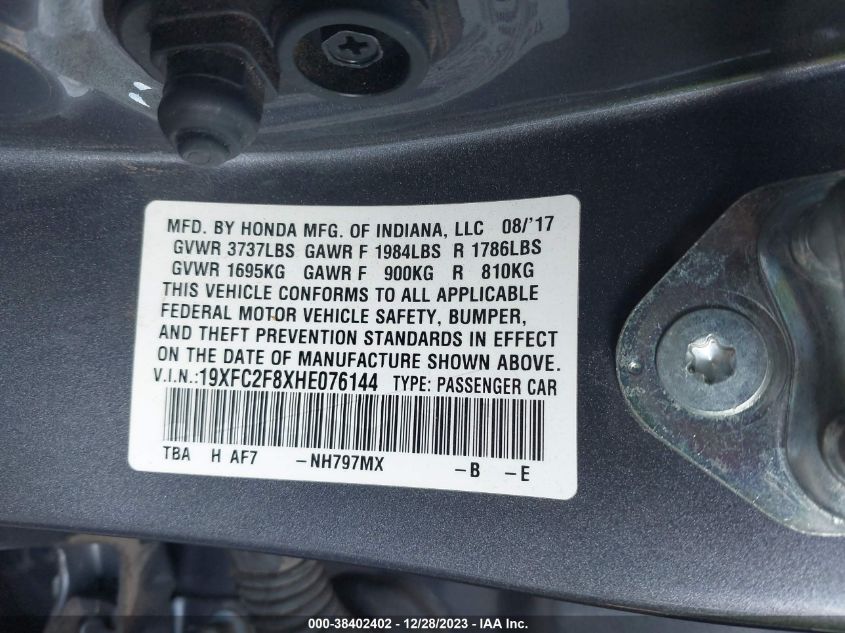 MFD. BY HONDA MFG. OF INDIANA, LLC 08/'17
GVWR 3737LBS GAWR F 1984LBS R 1786LBS
GVWR 1695KG GAWR F 900KG R 810KG
THIS VEHICLE CONFORMS TO ALL APPLICABLE
FEDERAL MOTOR VEHICLE SAFETY, BUMPER,
AND THEFT PREVENTION STANDARDS IN EFFECT
ON THE DATE OF MANUFACTURE SHOWN ABOVE.
V.I.N.:19XFC2F8XHE076144 TYPE: PASSENGER CAR
TBA H AF7 -NH797MX -B -E
000-38402402 - 12/28/2023 - IAA Inc.